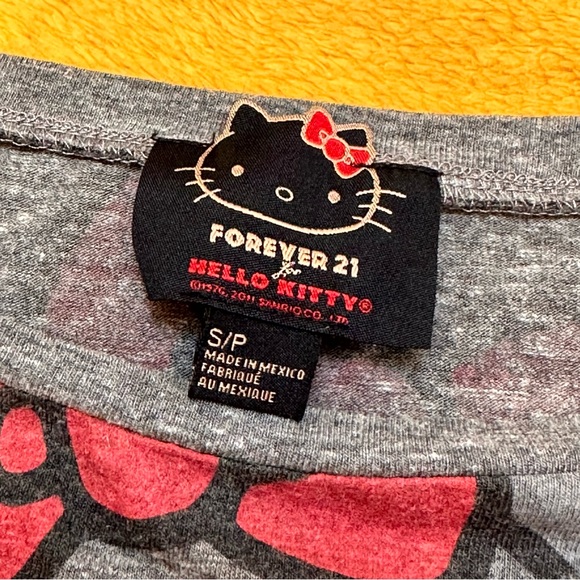 FOREVER 21
for
HELLO KITTY®
©1976, 2011 SANRIO CO., LTD.
S/P
MADE IN MEXICO
FABRIQUÉ
AU MEXIQUE